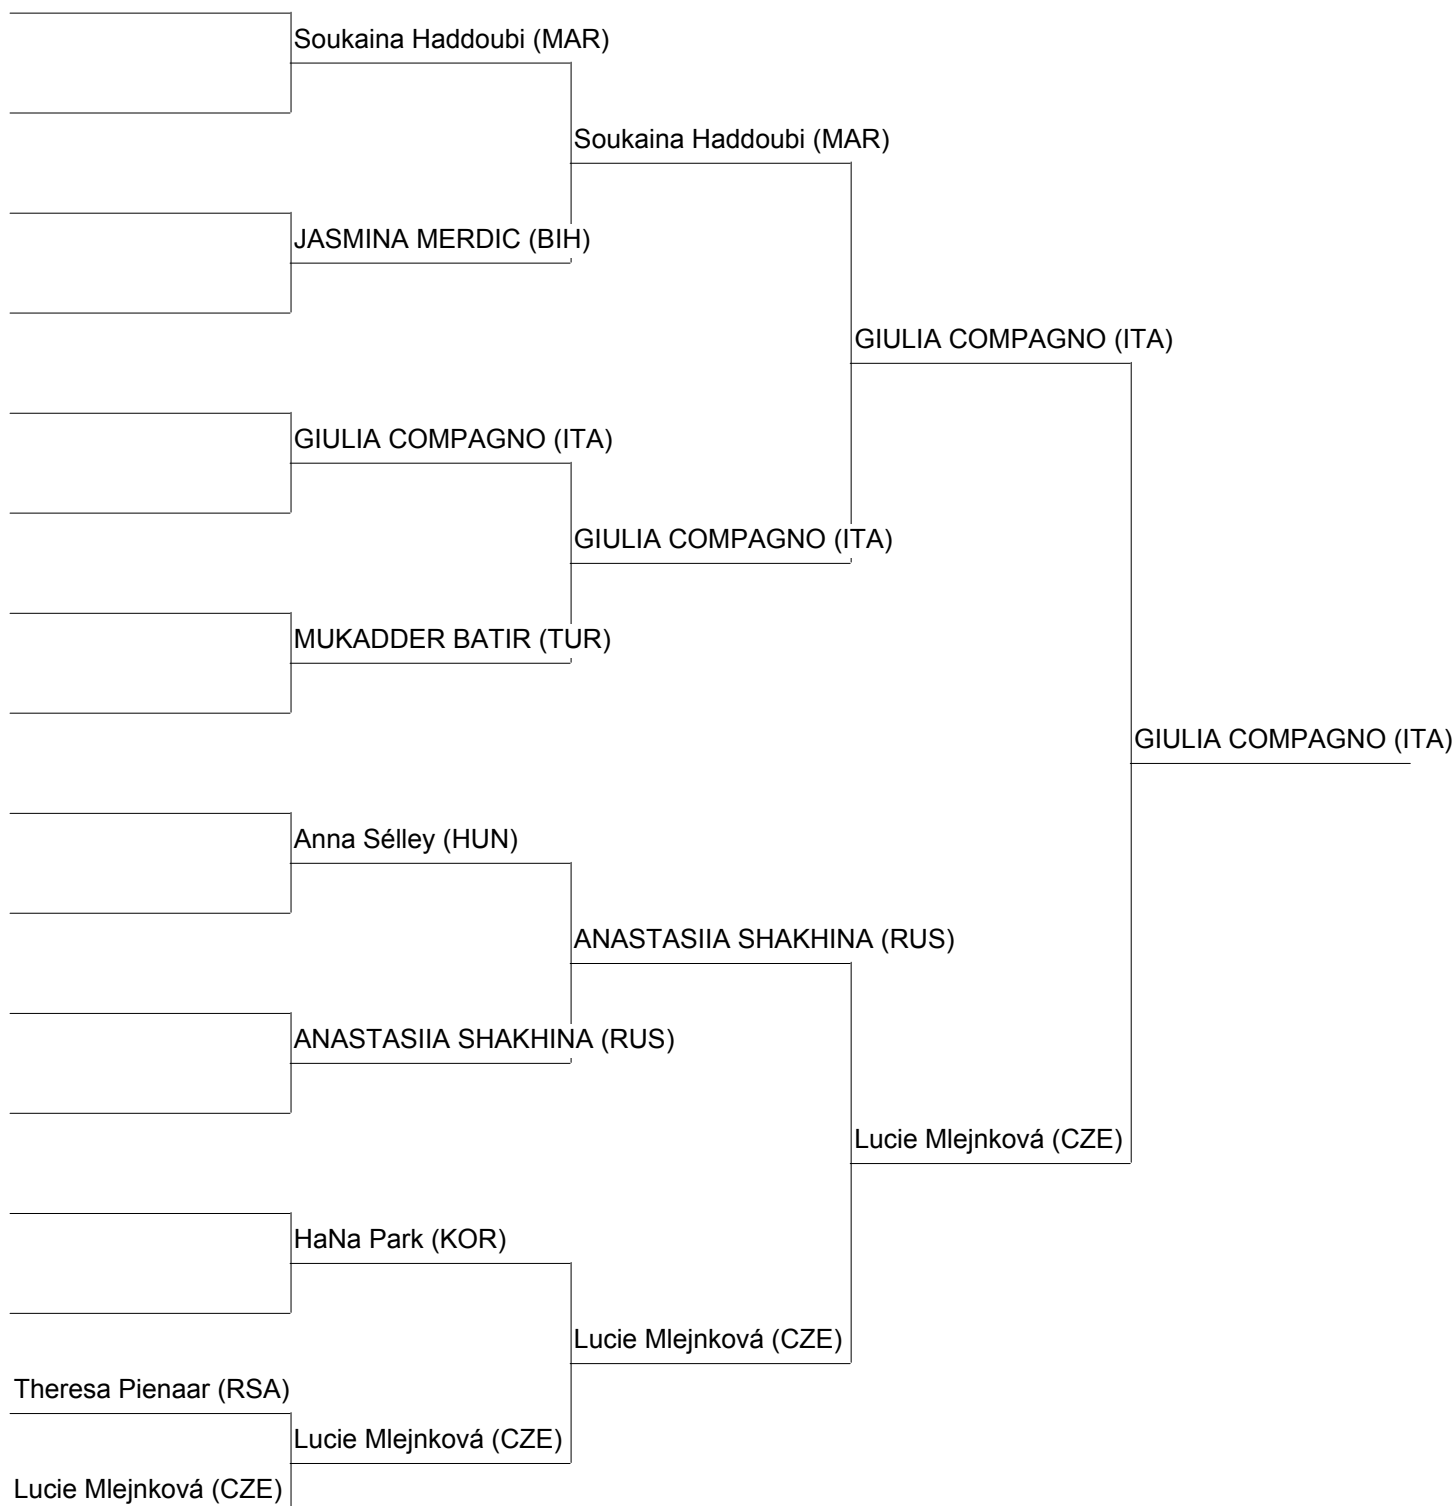 Soukaina Haddoubi (MAR)
Soukaina Haddoubi (MAR)
JASMINA MERDIC (BIH)
GIULIA COMPAGNO (ITA)
GIULIA COMPAGNO (ITA)
GIULIA COMPAGNO (ITA)
MUKADDER BATIR (TUR)
GIULIA COMPAGNO (ITA)
Anna Sélley (HUN)
ANASTASIIA SHAKHINA (RUS)
ANASTASIIA SHAKHINA (RUS)
Lucie Mlejnková (CZE)
HaNa Park (KOR)
Lucie Mlejnková (CZE)
Theresa Pienaar (RSA)
Lucie Mlejnková (CZE)
Lucie Mlejnková (CZE)